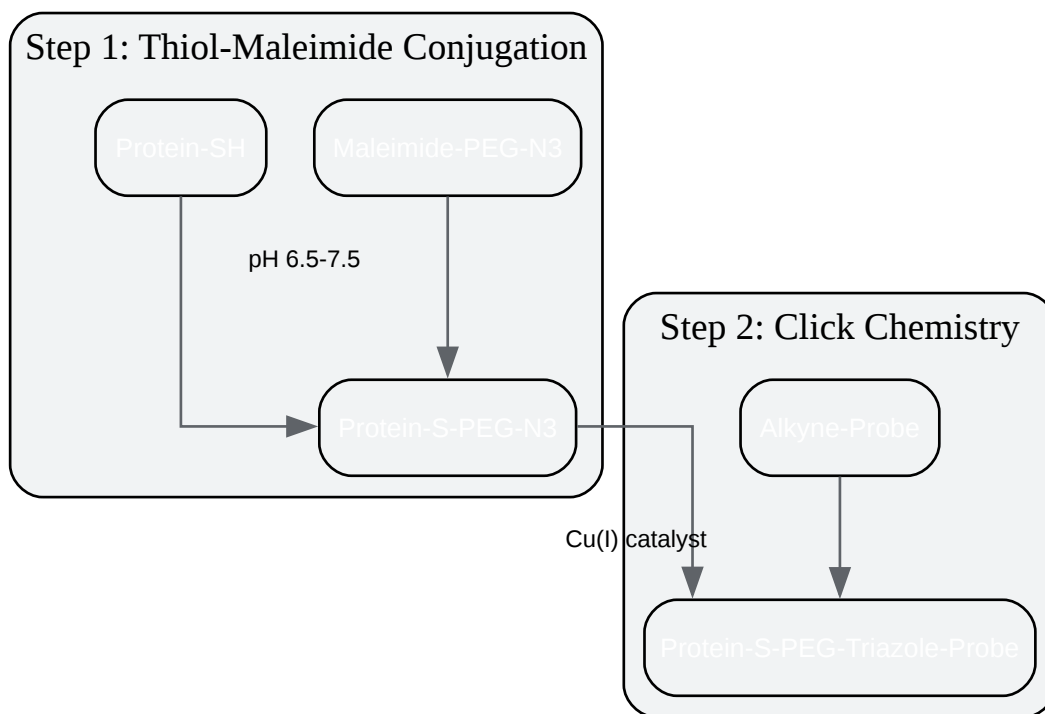 Step 1: Thiol-Maleimide Conjugation
Protein-SH
Maleimide-PEG-N3
pH 6.5-7.5
Protein-S-PEG-N3
Step 2: Click Chemistry
Alkyne-Probe
Cu(I) catalyst
Protein-S-PEG-Triazole-Probe